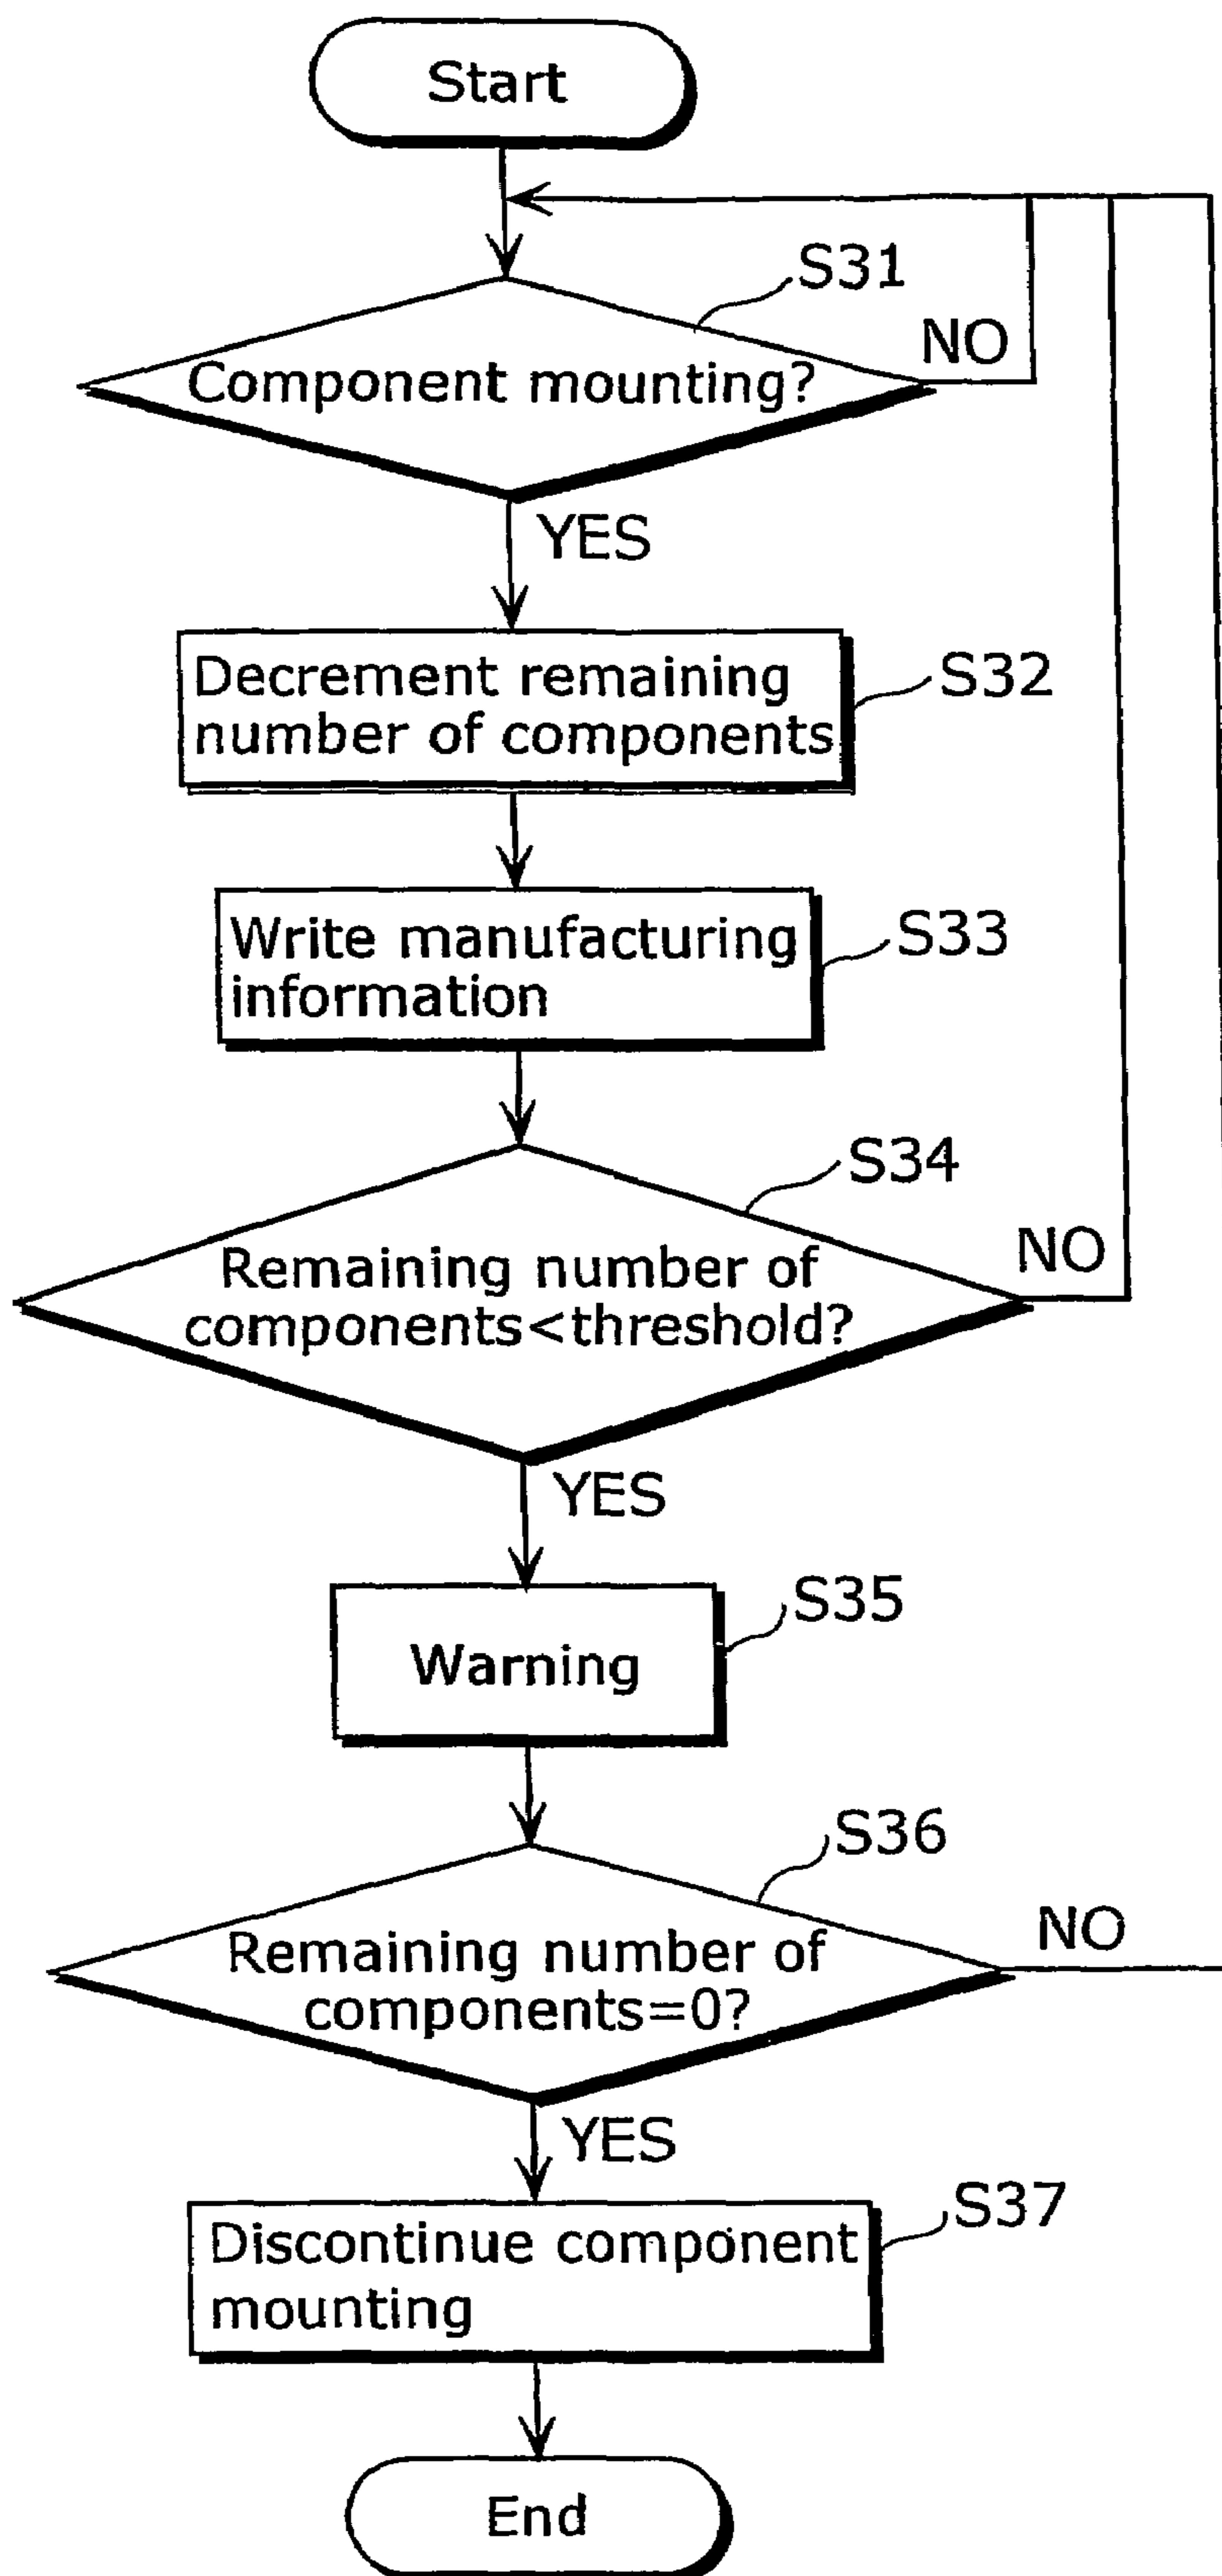 Start
S31
NO
Component mounting?
YES
Decrement remaining
number of components
S32
Write manufacturing
information
S33
S34
NO
Remaining number of
components<threshold?
YES
Warning
S35
S36
NO
Remaining number of
components=0?
YES
Discontinue component
mounting
S37
End